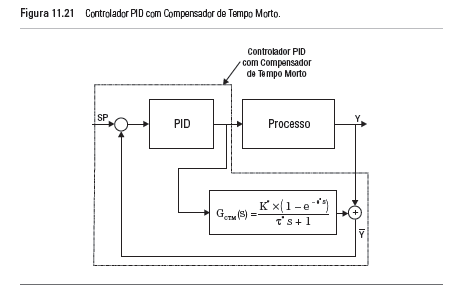 Figura 11.21 Controlador PID com Compensador de Tempo Morto.
Controlador PID
com Compensador
de Tempo Morto
SP
PID
Processo
Y
G_CTM(s) = K* × (1 − e^(−θ* s)) / (τ* s + 1)
+
Y̅